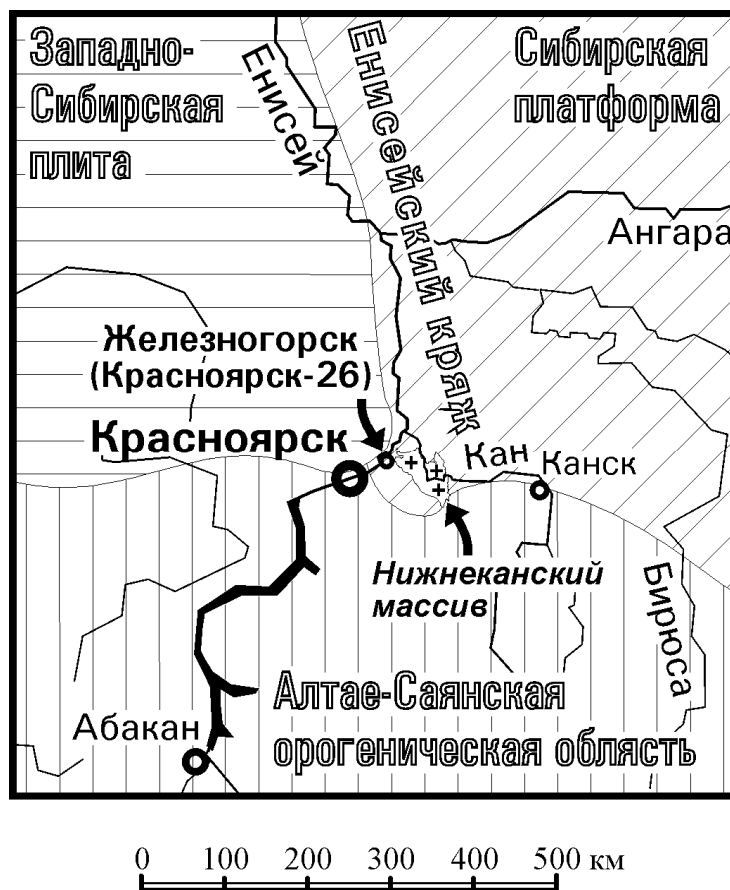 Западно-
Сибирская
плита
Енисей
Енисейский кряж
Сибирская
платформа
Ангара
Железногорск
(Красноярск-26)
Красноярск
Кан
Канск
Нижнеканский
массив
Бирюса
Алтае-Саянская
орогеническая облясть
Абакан
0 100 200 300 400 500 км